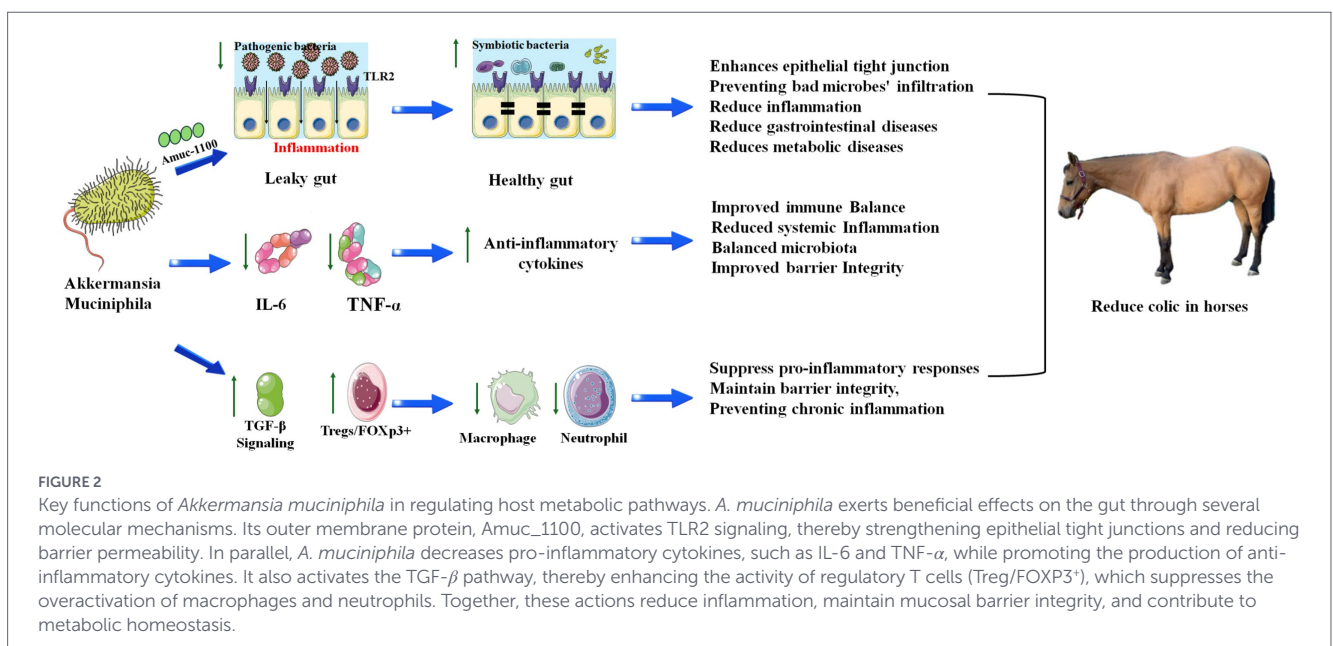 Pathogenic bacteria
TLR2
Amuc-1100
Inflammation
Leaky gut
Symbiotic bacteria
Healthy gut
Enhances epithelial tight junction
Preventing bad microbes' infiltration
Reduce inflammation
Reduce gastrointestinal diseases
Reduces metabolic diseases
Akkermansia
Muciniphila
IL-6
TNF-α
Anti-inflammatory
cytokines
Improved immune Balance
Reduced systemic Inflammation
Balanced microbiota
Improved barrier Integrity
Reduce colic in horses
TGF-β
Signaling
Tregs/FOXp3+
Macrophage
Neutrophil
Suppress pro-inflammatory responses
Maintain barrier integrity,
Preventing chronic inflammation
FIGURE 2
Key functions of Akkermansia muciniphila in regulating host metabolic pathways. A. muciniphila exerts beneficial effects on the gut through several
molecular mechanisms. Its outer membrane protein, Amuc_1100, activates TLR2 signaling, thereby strengthening epithelial tight junctions and reducing
barrier permeability. In parallel, A. muciniphila decreases pro-inflammatory cytokines, such as IL-6 and TNF-α, while promoting the production of anti-
inflammatory cytokines. It also activates the TGF-β pathway, thereby enhancing the activity of regulatory T cells (Treg/FOXP3⁺), which suppresses the
overactivation of macrophages and neutrophils. Together, these actions reduce inflammation, maintain mucosal barrier integrity, and contribute to
metabolic homeostasis.